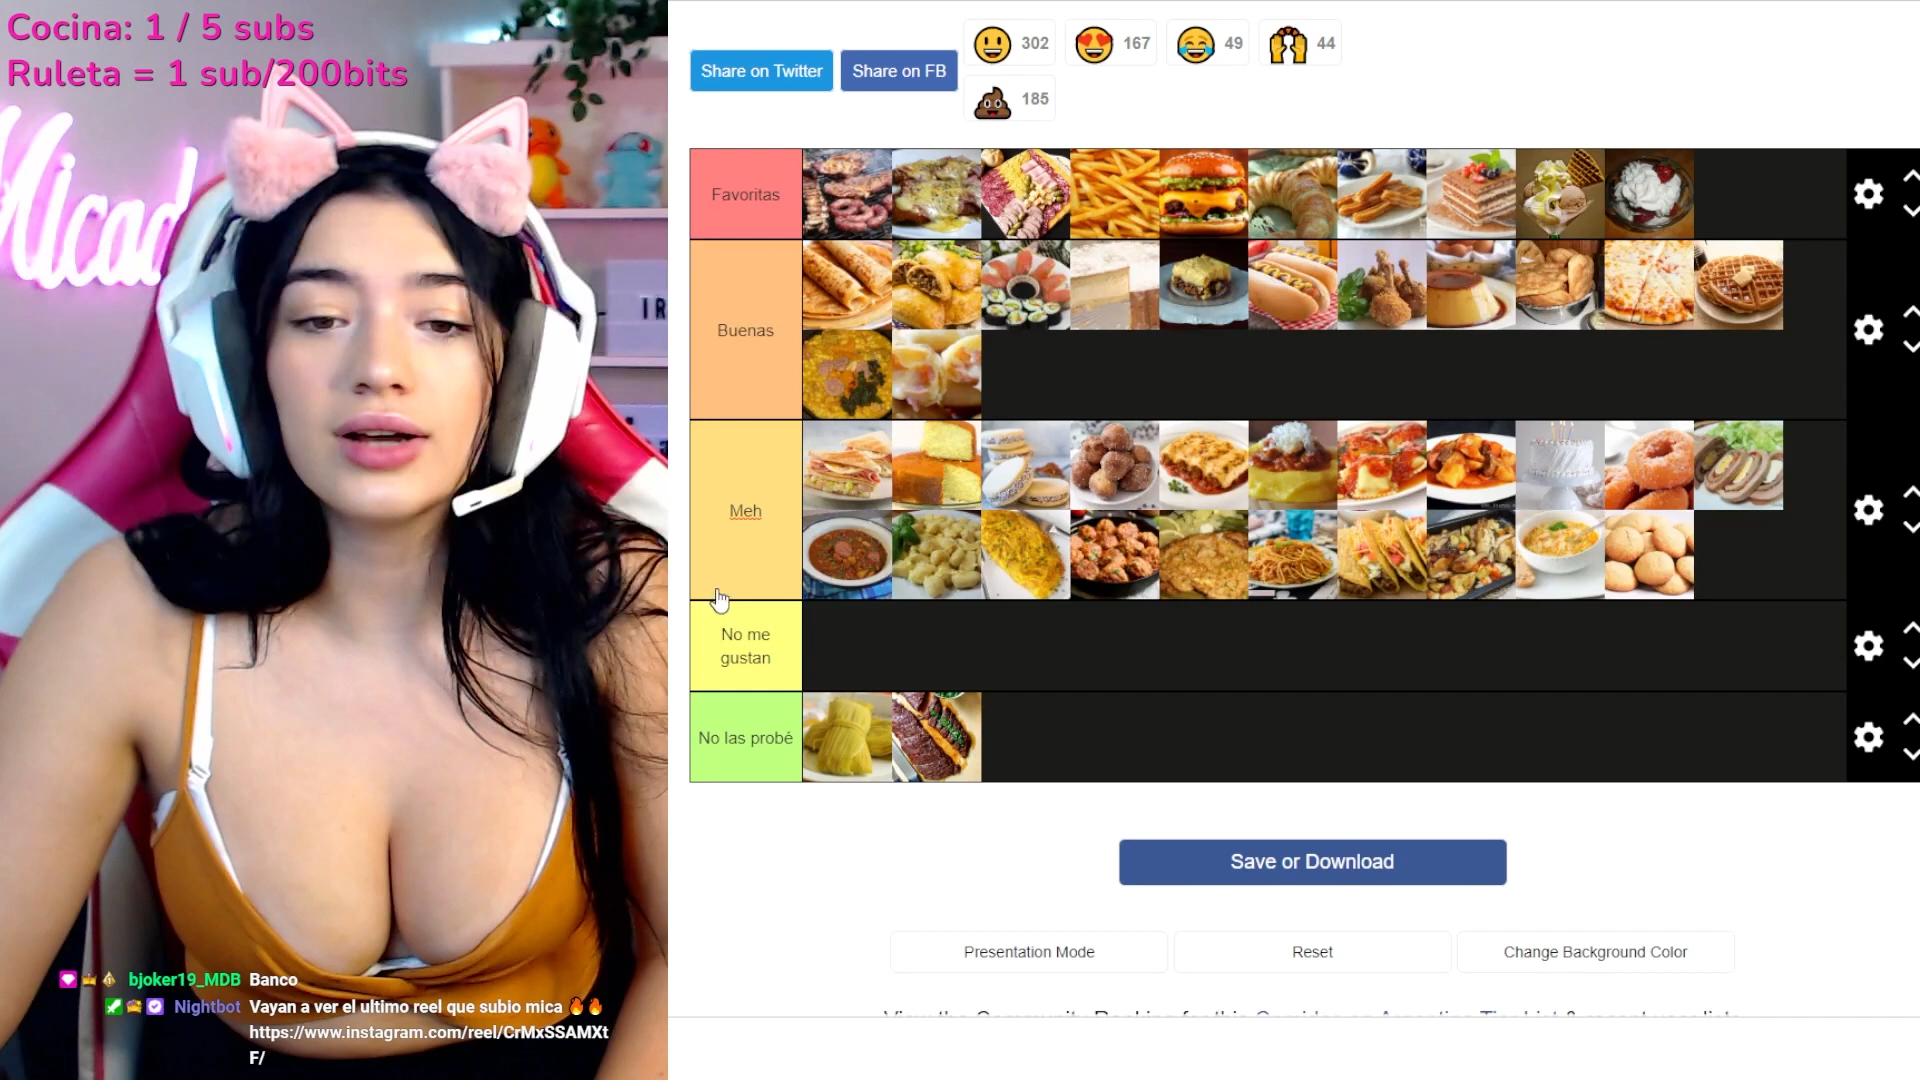 Cocina: 1 / 5 subs
Ruleta = 1 sub/200bits
Micad
IR
bjoker19_MDB Banco
Nightbot Vayan a ver el ultimo reel que subio mica 🔥🔥
https://www.instagram.com/reel/CrMxSSAMXt
F/
Share on Twitter
Share on FB
302
167
49
44
185
Favoritas
Buenas
Meh
No me
gustan
No las probé
Save or Download
Presentation Mode
Reset
Change Background Color